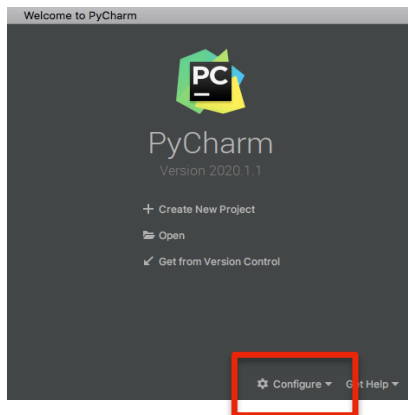 Welcome to PyCharm
PC
PyCharm
Version 2020.1.1
Create New Project
Open
Get from Version Control
Configure Get Help